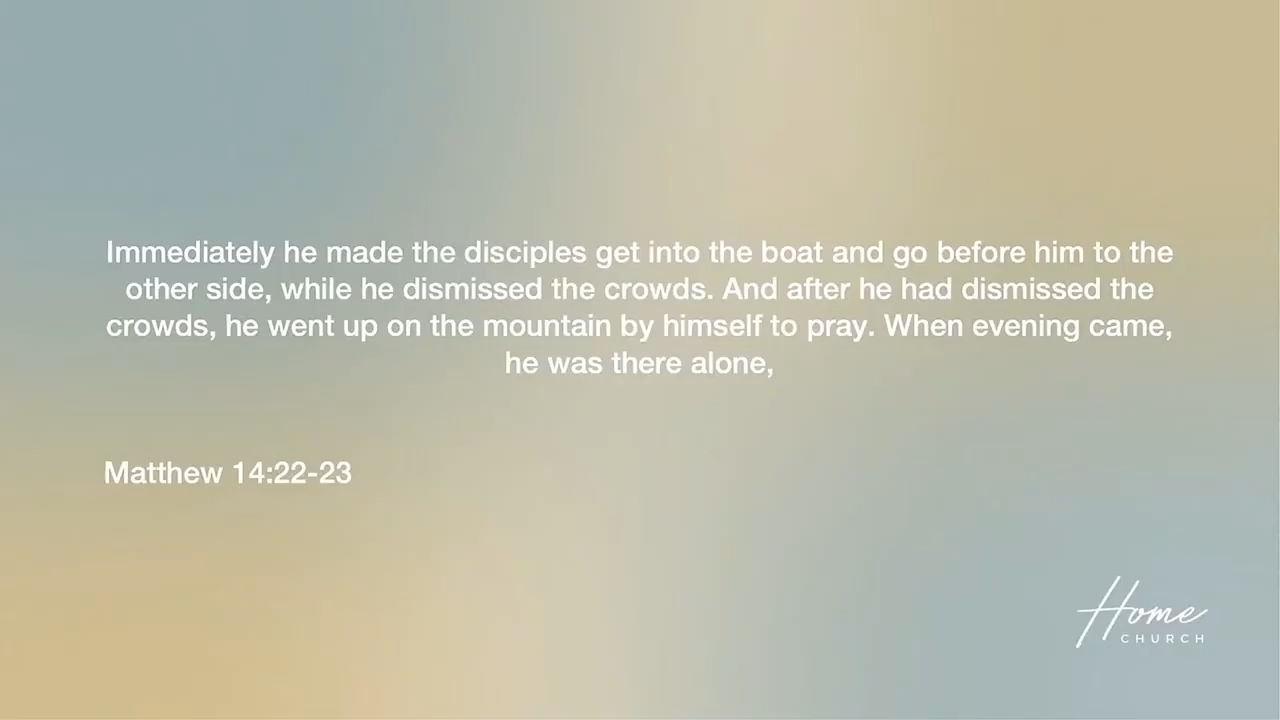 Immediately he made the disciples get into the boat and go before him to the
other side, while he dismissed the crowds. And after he had dismissed the
crowds, he went up on the mountain by himself to pray. When evening came,
he was there alone,
Matthew 14:22-23
Home
CHURCH